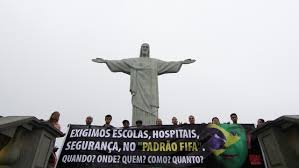 EXIGIMOS ESCOLAS, HOSPITAIS,
SEGURANÇA, NO "PADRÃO FIFA".
QUANDO? ONDE? QUEM? COMO? QUANTO?